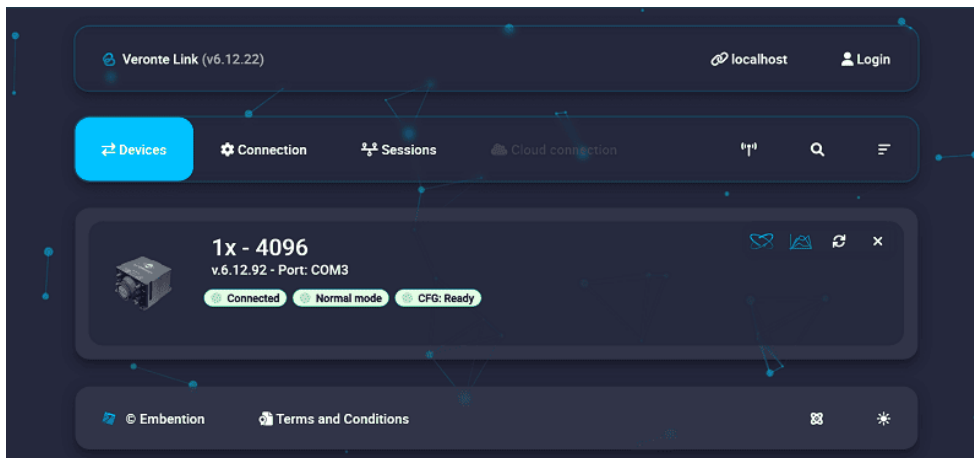 Veronte Link (v6.12.22) localhost Login
Devices Connection Sessions Cloud connection
1x - 4096
v.6.12.92 - Port: COM3
Connected Normal mode CFG: Ready
© Embention Terms and Conditions